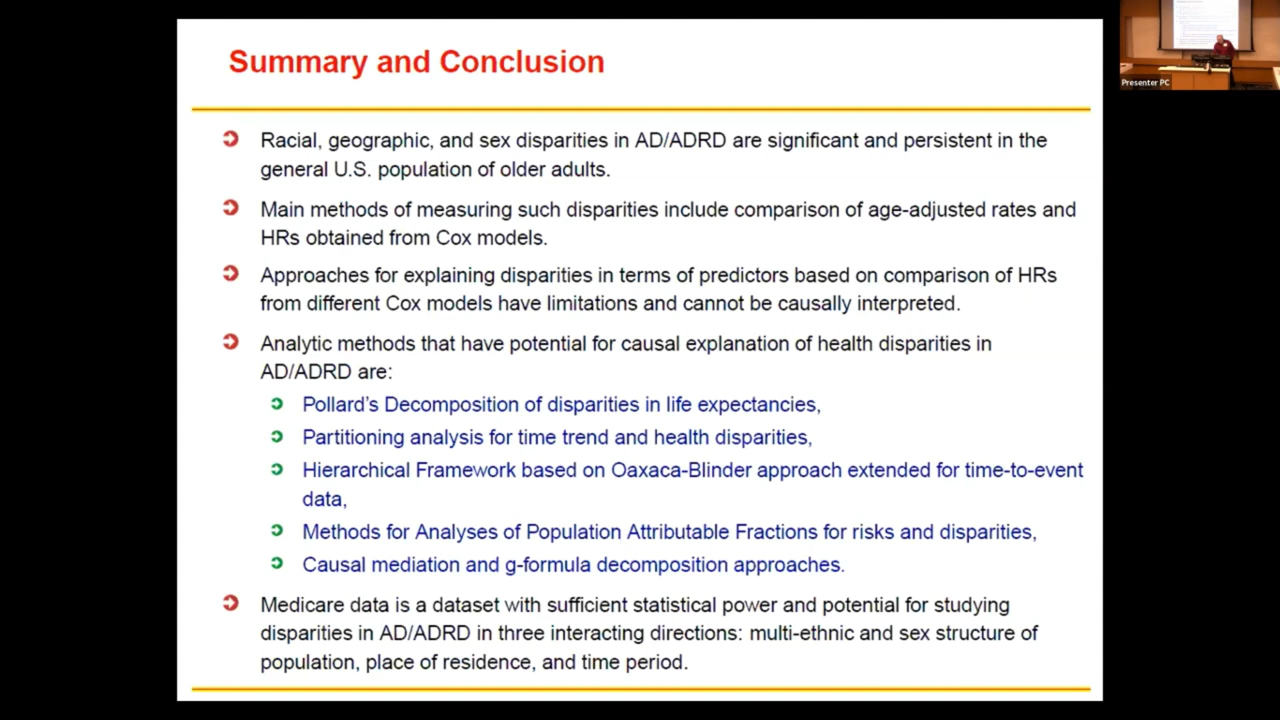 Summary and Conclusion
Racial, geographic, and sex disparities in AD/ADRD are significant and persistent in the
general U.S. population of older adults.
Main methods of measuring such disparities include comparison of age-adjusted rates and
HRs obtained from Cox models.
Approaches for explaining disparities in terms of predictors based on comparison of HRs
from different Cox models have limitations and cannot be causally interpreted.
Analytic methods that have potential for causal explanation of health disparities in
AD/ADRD are:
Pollard's Decomposition of disparities in life expectancies,
Partitioning analysis for time trend and health disparities,
Hierarchical Framework based on Oaxaca-Blinder approach extended for time-to-event
data,
Methods for Analyses of Population Attributable Fractions for risks and disparities,
Causal mediation and g-formula decomposition approaches.
Medicare data is a dataset with sufficient statistical power and potential for studying
disparities in AD/ADRD in three interacting directions: multi-ethnic and sex structure of
population, place of residence, and time period.
Presenter PC